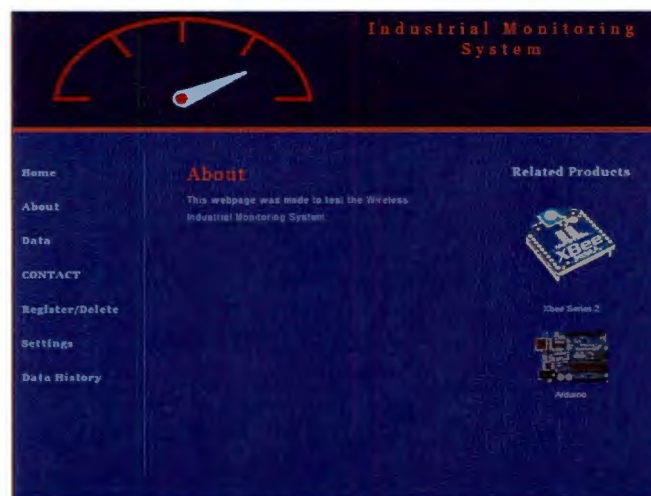 Industrial Monitoring
System
Home
About
Data
CONTACT
Register/Delete
Settings
Data History
About
This webpage was made to test the Wireless
Industrial Monitoring System
Related Products
XBee
Xbee Series 2
Arduino